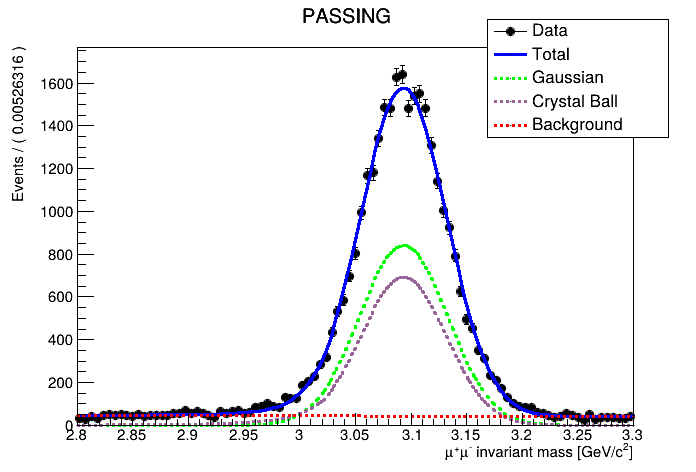 PASSING
Data
Total
Gaussian
Crystal Ball
Background
Events / ( 0.00526316 )
1600
1400
1200
1000
800
600
400
200
0
2.8 2.85 2.9 2.95 3 3.05 3.1 3.15 3.2 3.25 3.3
μ⁺μ⁻ invariant mass [GeV/c²]